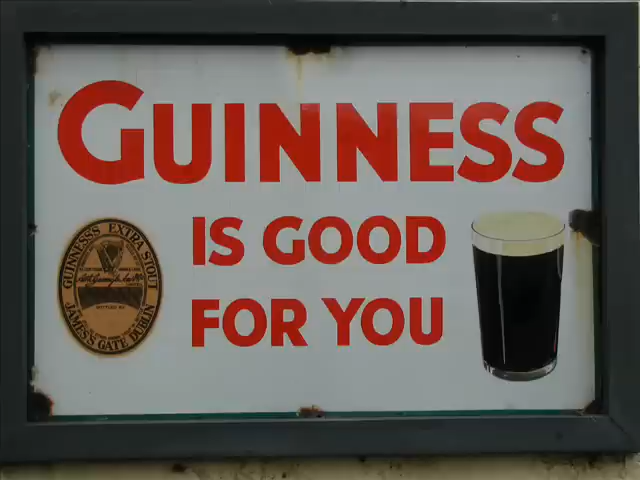 GUINNESS
IS GOOD
FOR YOU
GUINNESS'S EXTRA STOUT
JAMES'S GATE DUBLIN